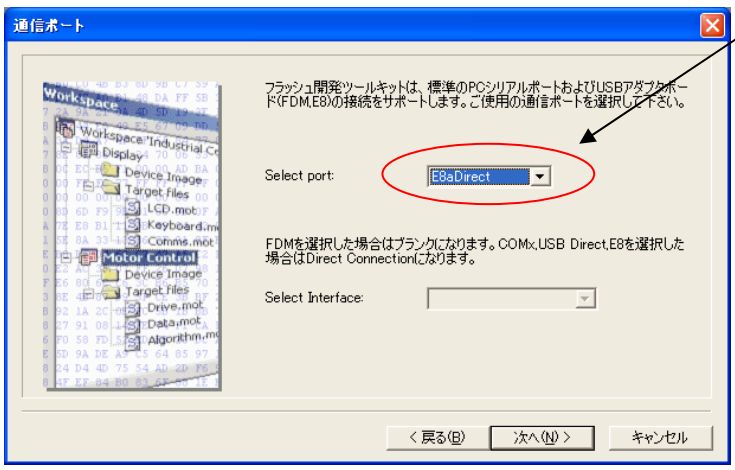 通信ポート
Workspace
Workspace 'Industrial Co
Display
Device Image
Target files
LCD.mot
Keyboard.m
Comms.mot
Motor Control
Device Image
Target files
Drive.mot
Data.mot
Algorithm.mo
フラッシュ開発ツールキットは、標準のPCシリアルポートおよびUSBアダプタボー
ド(FDM,E8)の接続をサポートします。ご使用の通信ポートを選択して下さい。
Select port:
E8aDirect
FDMを選択した場合はブランクになります。COMx,USB Direct,E8を選択した
場合はDirect Connectionになります。
Select Interface:
< 戻る(B)
次へ(N) >
キャンセル